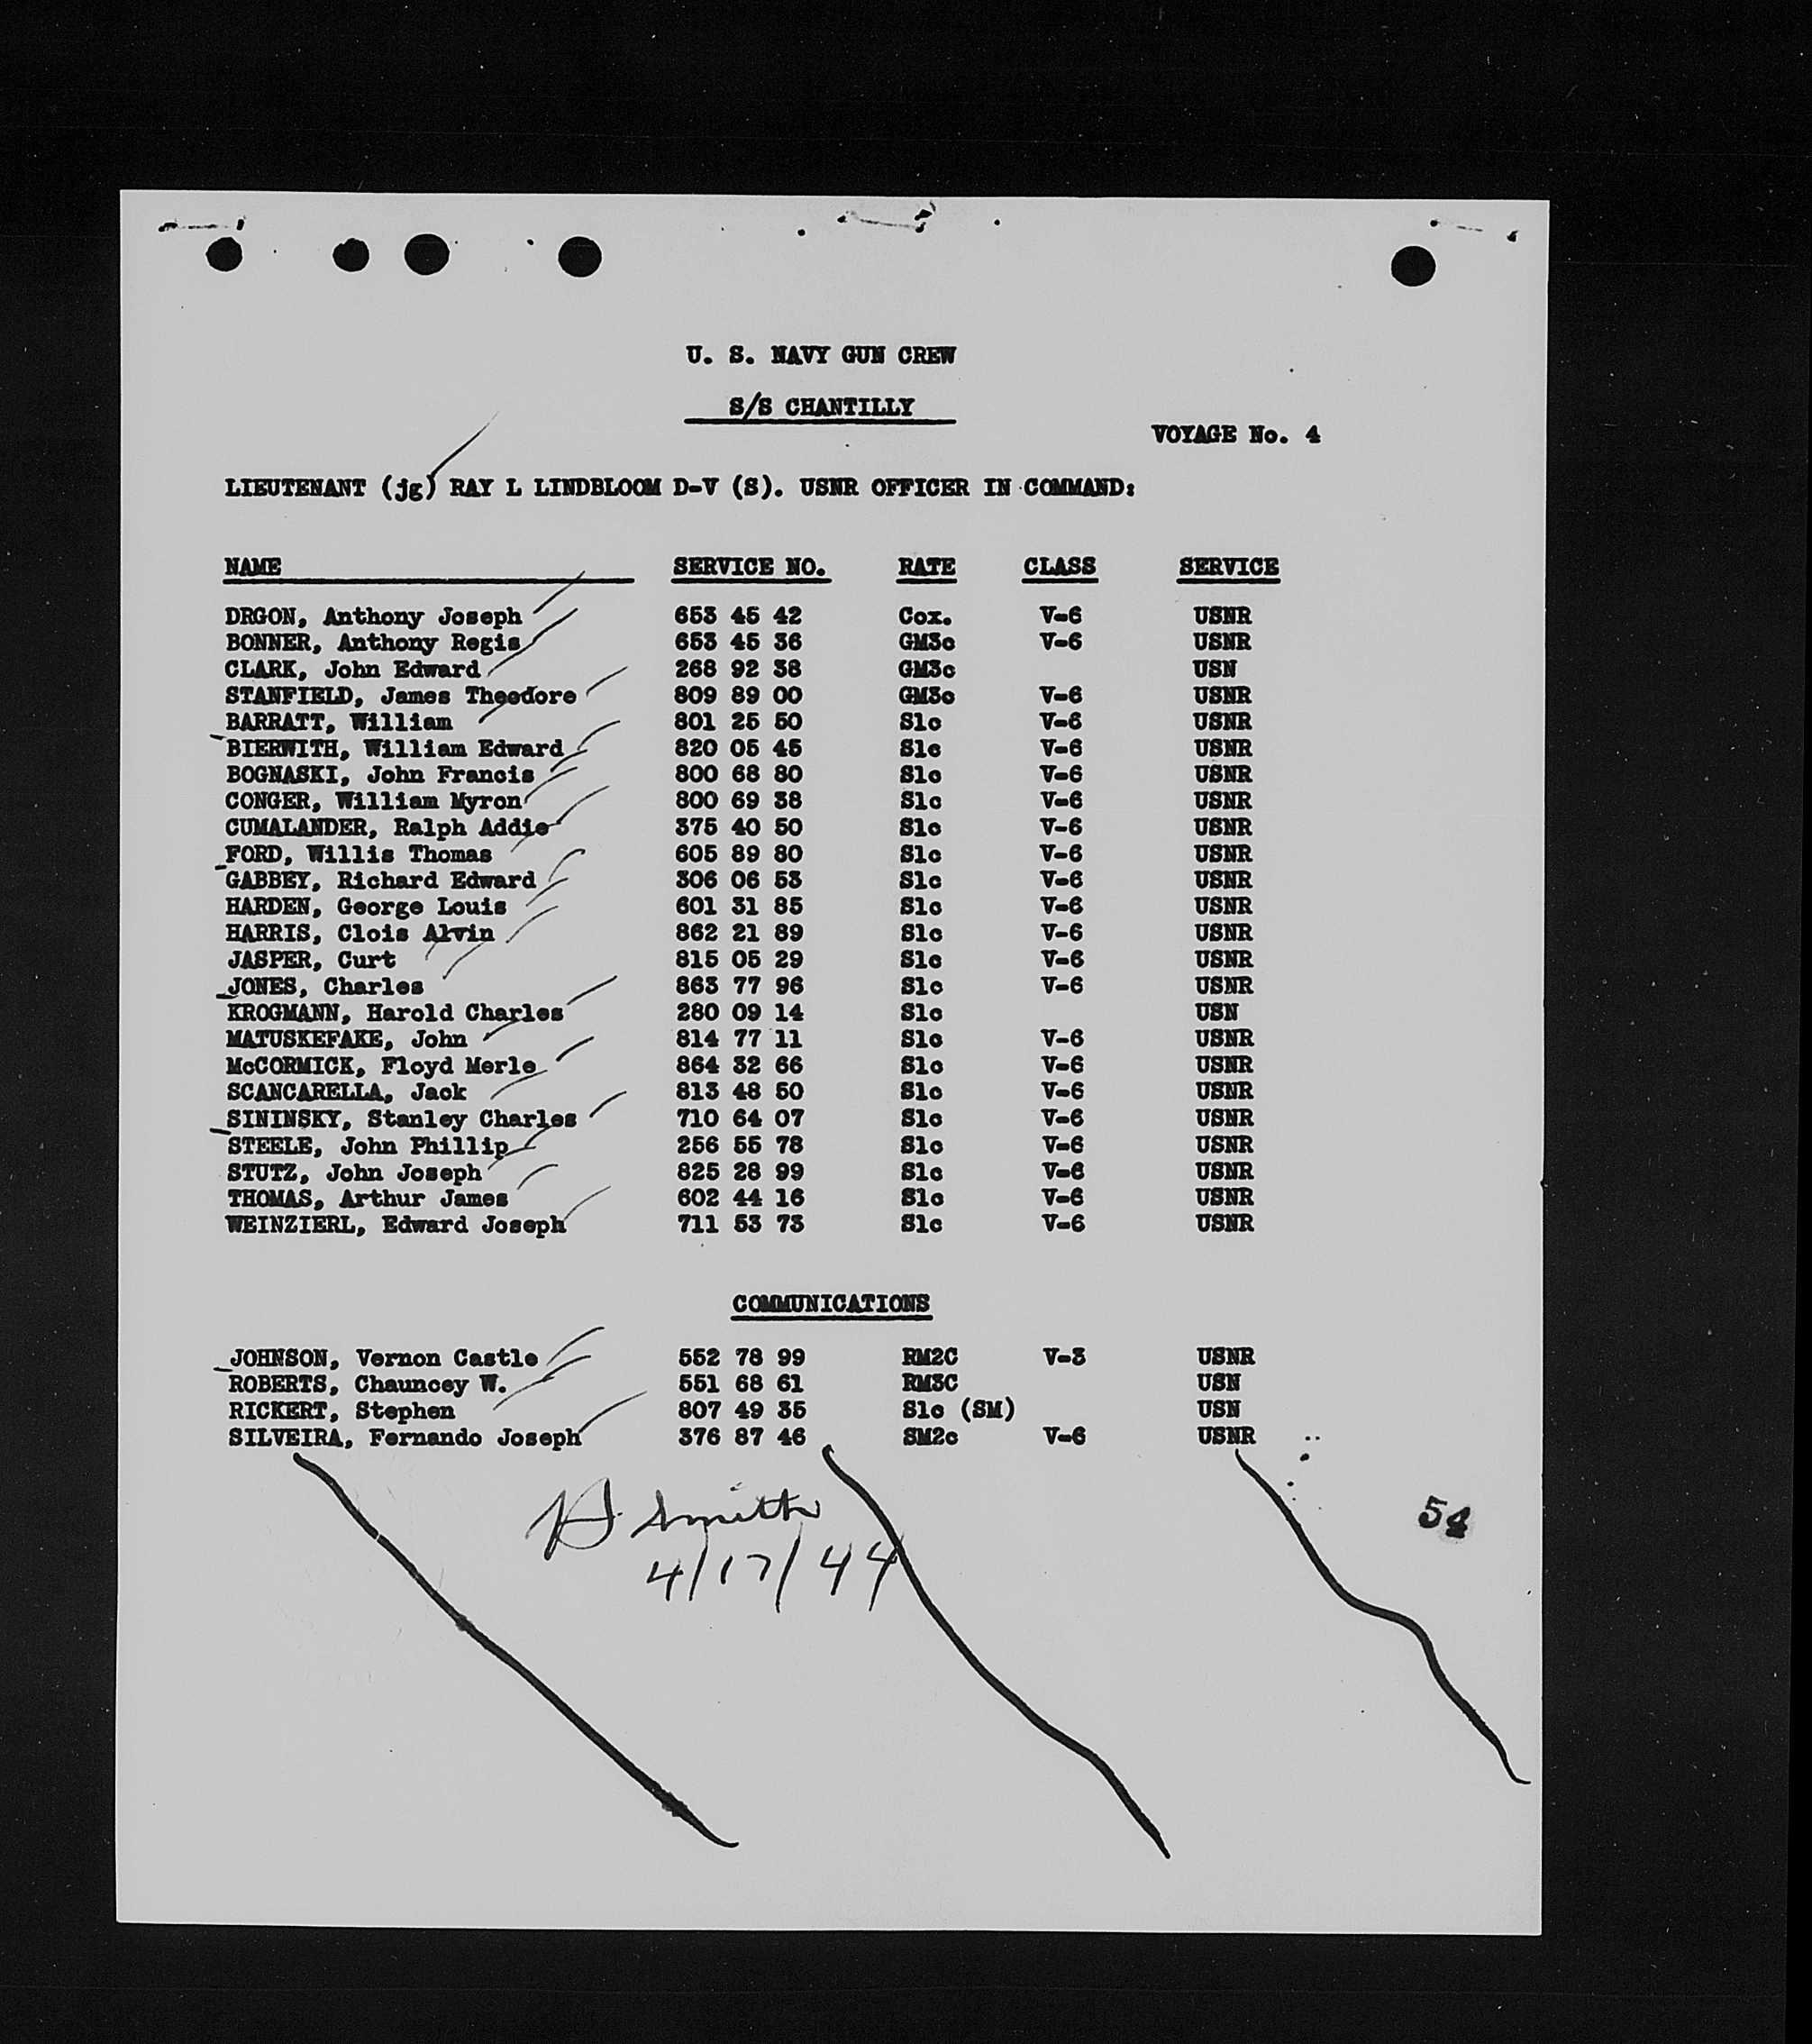 U. S. NAVY GUN CREW
S/S CHANTILLY
VOYAGE No. 4
LIEUTENANT (jg) RAY L LINDBLOOM D-V (S). USNR OFFICER IN COMMAND:
NAME SERVICE NO. RATE CLASS SERVICE
DRGON, Anthony Joseph 653 45 42 Cox. V-6 USNR
BONNER, Anthony Regis 653 45 36 GM3c V-6 USNR
CLARK, John Edward 268 92 38 GM3c USN
STANFIELD, James Theodore 809 89 00 GM3c V-6 USNR
BARRATT, William 801 25 50 S1c V-6 USNR
BIERWITH, William Edward 820 05 45 S1c V-6 USNR
BOGNASKI, John Francis 800 68 80 S1c V-6 USNR
CONGER, William Myron 800 69 38 S1c V-6 USNR
CUMALANDER, Ralph Addie 375 40 50 S1c V-6 USNR
FORD, Willis Thomas 605 89 80 S1c V-6 USNR
GABBEY, Richard Edward 306 06 53 S1c V-6 USNR
HARDEN, George Louis 601 31 85 S1c V-6 USNR
HARRIS, Clois Alvin 862 21 89 S1c V-6 USNR
JASPER, Curt 815 05 29 S1c V-6 USNR
JONES, Charles 863 77 96 S1c V-6 USNR
KROGMANN, Harold Charles 280 09 14 S1c USN
MATUSKEFAKE, John 814 77 11 S1c V-6 USNR
McCORMICK, Floyd Merle 864 32 66 S1c V-6 USNR
SCANCARELLA, Jack 813 48 50 S1c V-6 USNR
SININSKY, Stanley Charles 710 64 07 S1c V-6 USNR
STEELE, John Phillip 256 55 78 S1c V-6 USNR
STUTZ, John Joseph 825 28 99 S1c V-6 USNR
THOMAS, Arthur James 602 44 16 S1c V-6 USNR
WEINZIERL, Edward Joseph 711 53 73 S1c V-6 USNR
COMMUNICATIONS
JOHNSON, Vernon Castle 552 78 99 RM2C V-3 USNR
ROBERTS, Chauncey W. 551 68 61 RM3C USN
RICKERT, Stephen 807 49 35 S1c (SM) USN
SILVEIRA, Fernando Joseph 376 87 46 SM2c V-6 USNR
Smith
4/17/44
54